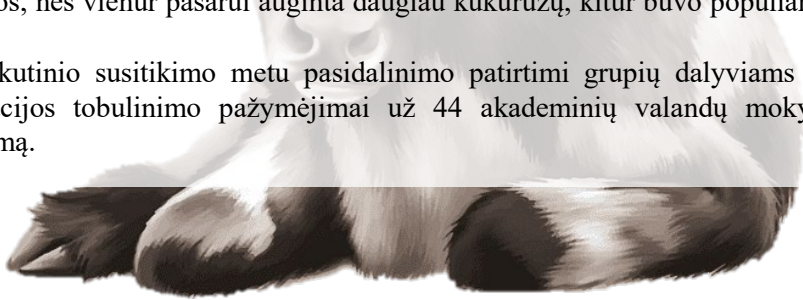 os, nes vienur pašarui auginta daugiau kukurūzų, kitur buvo populiar
kutinio susitikimo metu pasidalinimo patirtimi grupių dalyviams
cijos tobulinimo pažymėjimai už 44 akademinių valandų moky
mą.